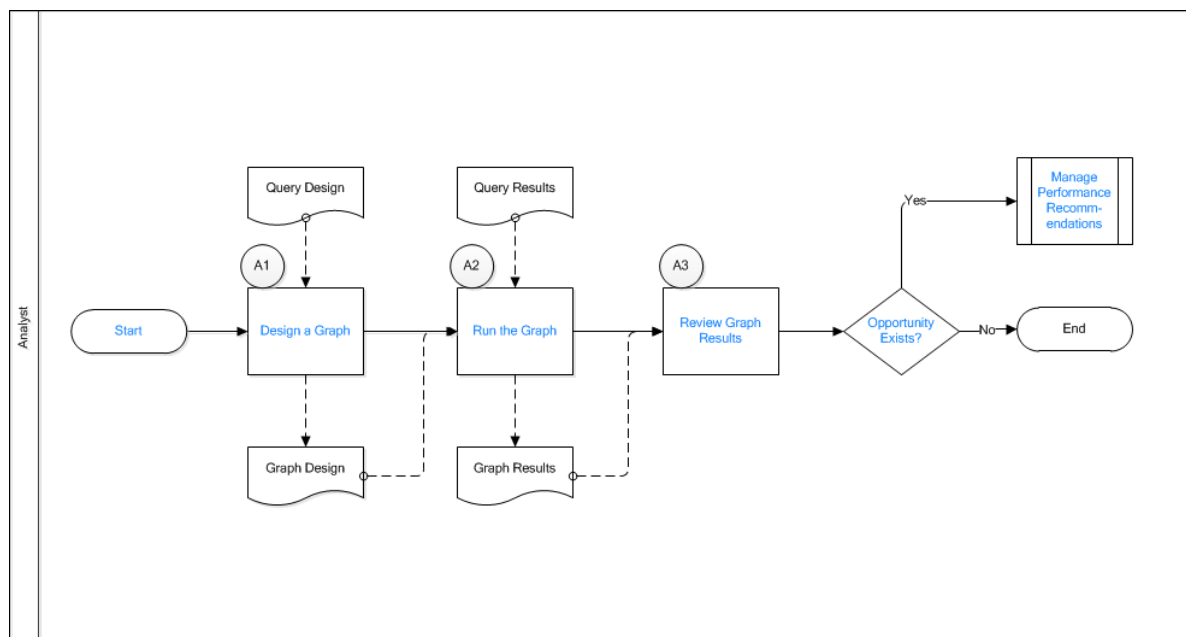 Analyst
Query Design
Query Results
Manage
Performance
Recomm-
endations
Yes
A1
A2
A3
Start
Design a Graph
Run the Graph
Review Graph
Results
Opportunity
Exists?
No
End
Graph Design
Graph Results